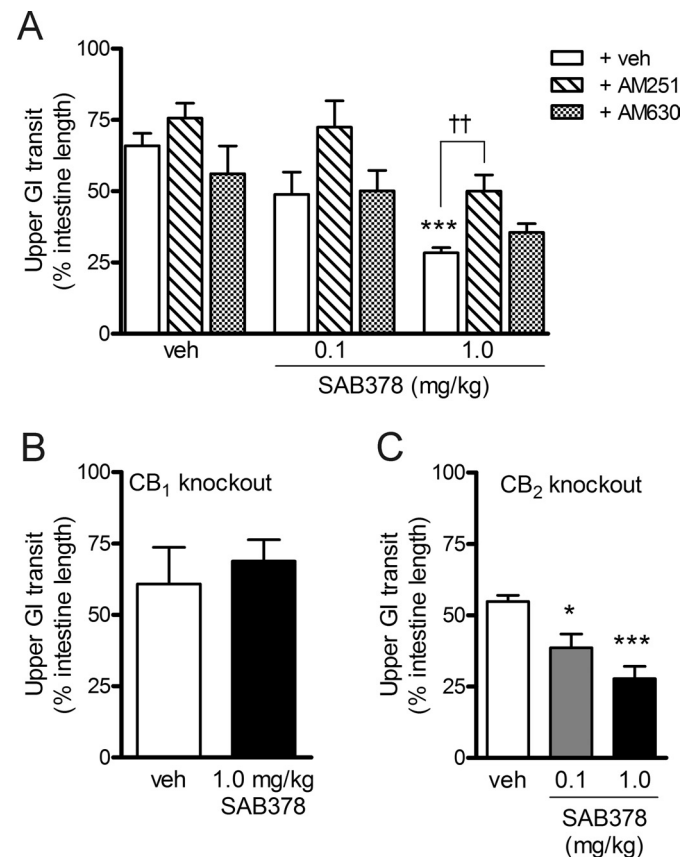 A
Upper GI transit
(% intestine length)
100
75
50
25
0
+ veh
+ AM251
+ AM630
***
††
veh
0.1
1.0
SAB378 (mg/kg)
B
Upper GI transit
(% intestine length)
100
75
50
25
0
CB₁ knockout
veh
1.0 mg/kg
SAB378
C
Upper GI transit
(% intestine length)
100
75
50
25
0
CB₂ knockout
*
***
veh
0.1
1.0
SAB378
(mg/kg)